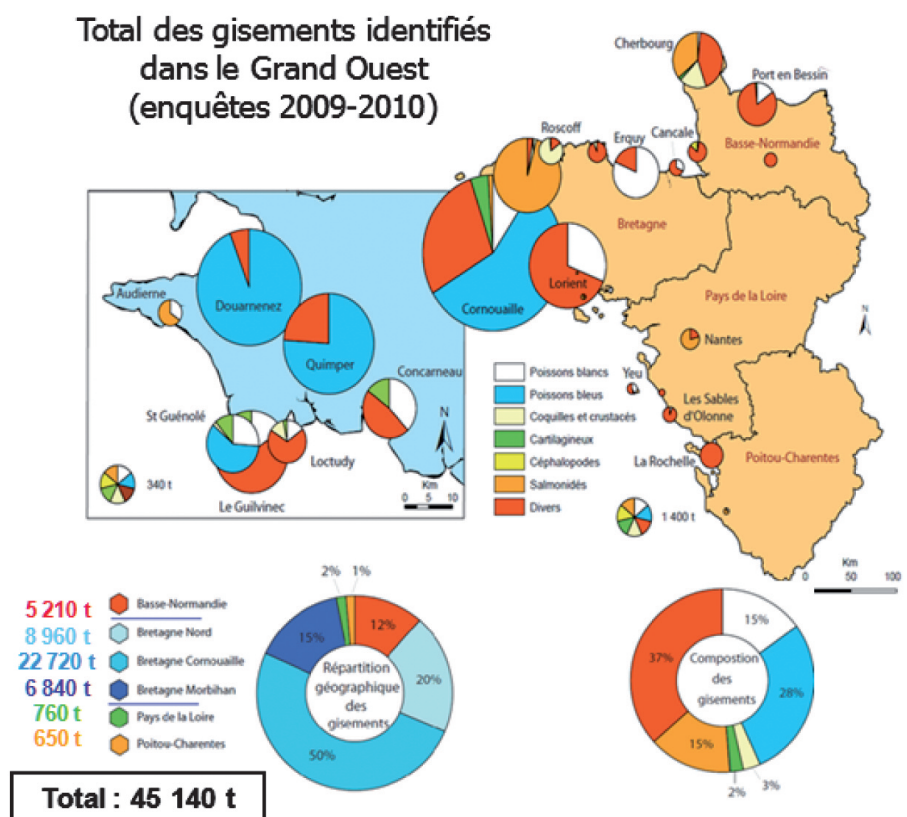 Total des gisements identifiés
dans le Grand Ouest
(enquêtes 2009-2010)
Cherbourg
Port en Bessin
Roscoff
Erquy
Cancale
Basse-Normandie
Bretagne
Lorient
Cornouaille
Pays de la Loire
Nantes
Yeu
Les Sables
d'Olonne
La Rochelle
Poitou-Charentes
N
Audierne
Douarnenez
Quimper
Concarneau
St Guénolé
Loctudy
Le Guilvinec
340 t
N
Km
0 5 10
Poissons blancs
Poissons bleus
Coquilles et crustacés
Cartilagineux
Céphalopodes
Salmonidés
Divers
1 400 t
Km
0 50 100
5 210 t Basse-Normandie
8 960 t Bretagne Nord
22 720 t Bretagne Cornouaille
6 840 t Bretagne Morbihan
760 t Pays de la Loire
650 t Poitou-Charentes
Total : 45 140 t
2% 1%
12%
15%
20%
50%
Répartition
géographique
des
gisements
15%
37%
28%
15%
2%
3%
Compostion
des
gisements